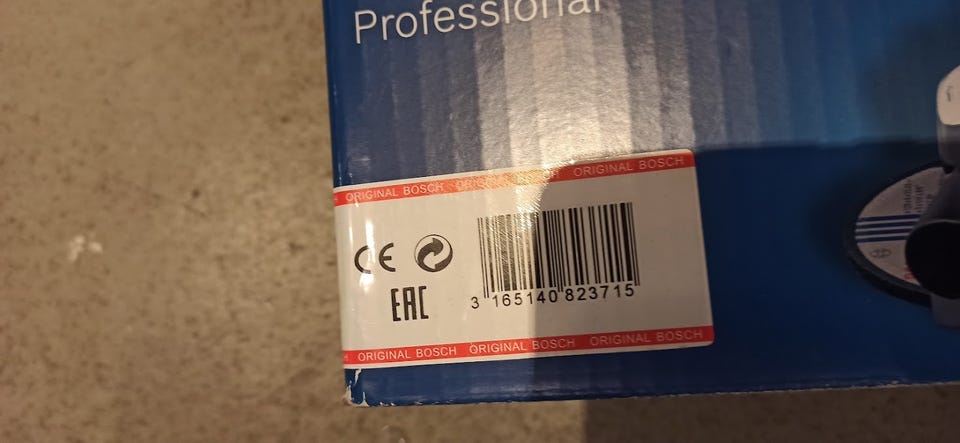 Professional
ORIGINAL BOSCH ORIGINAL BOSCH ORIGINAL BOSCH
CE
EAC
3 165140 823715
ORIGINAL BOSCH ORIGINAL BOSCH ORIGINAL BOSCH